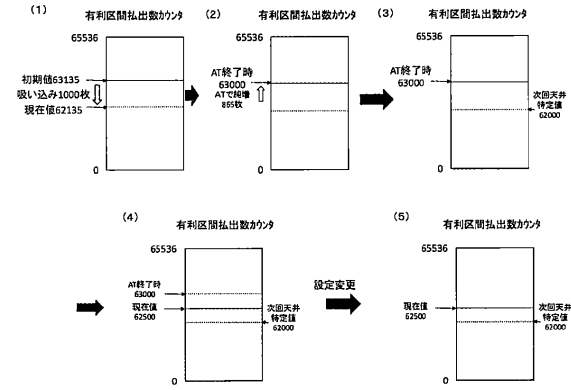 (1)
有利区間払出数カウンタ
65536
初期値63135
吸い込み1000枚
現在値62135
0
(2)
有利区間払出数カウンタ
65536
AT終了時
63000
ATで純増
865枚
0
(3)
有利区間払出数カウンタ
65536
AT終了時
63000
次回天井
特定値
62000
0
(4)
有利区間払出数カウンタ
65536
AT終了時
63000
現在値
62500
次回天井
特定値
62000
0
設定変更
(5)
有利区間払出数カウンタ
65536
現在値
62500
次回天井
特定値
62000
0